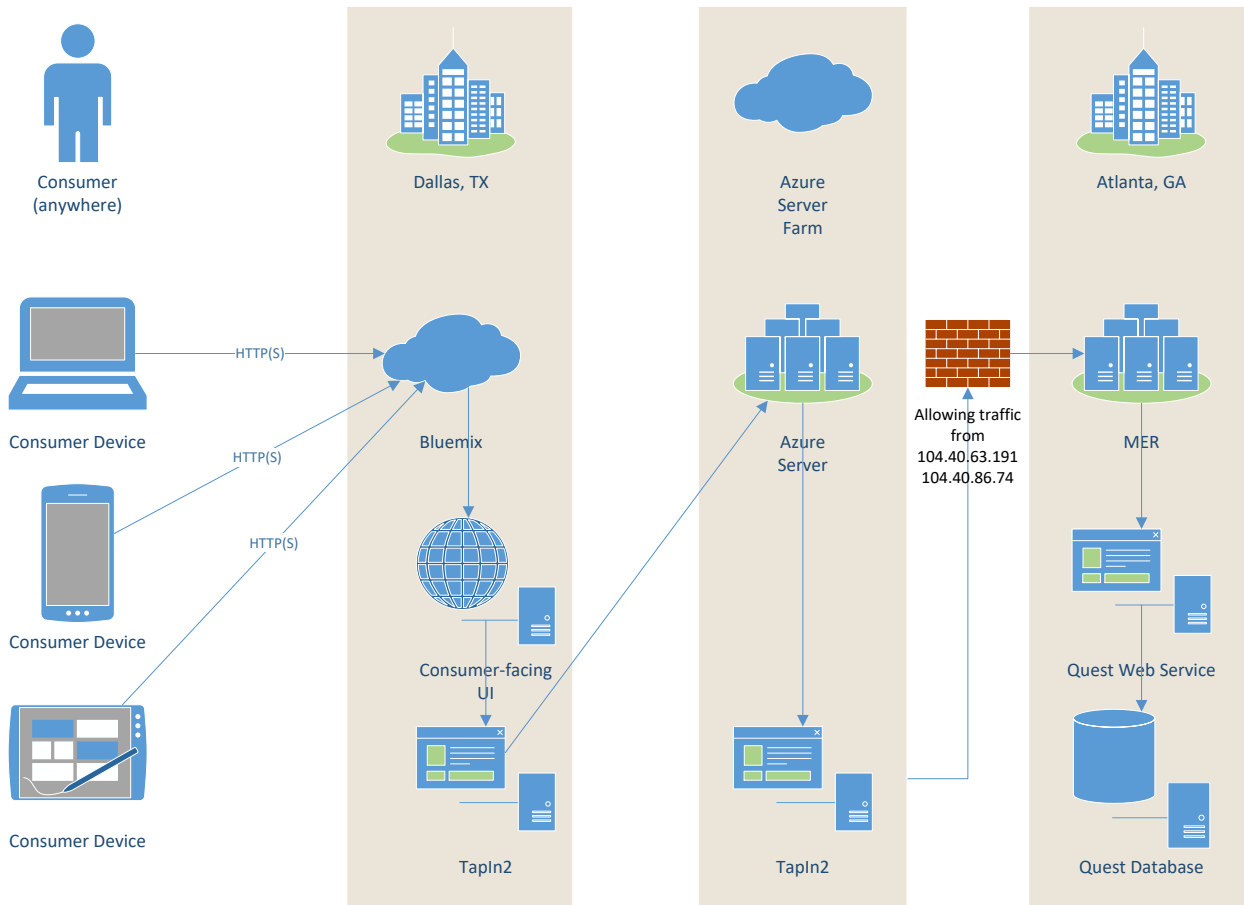 Consumer
(anywhere)
Dallas, TX
Azure
Server
Farm
Atlanta, GA
HTTP(S)
Consumer Device
Bluemix
Azure
Server
Allowing traffic
from
104.40.63.191
104.40.86.74
MER
HTTP(S)
HTTP(S)
Consumer Device
Consumer-facing
UI
Quest Web Service
Consumer Device
TapIn2
TapIn2
Quest Database